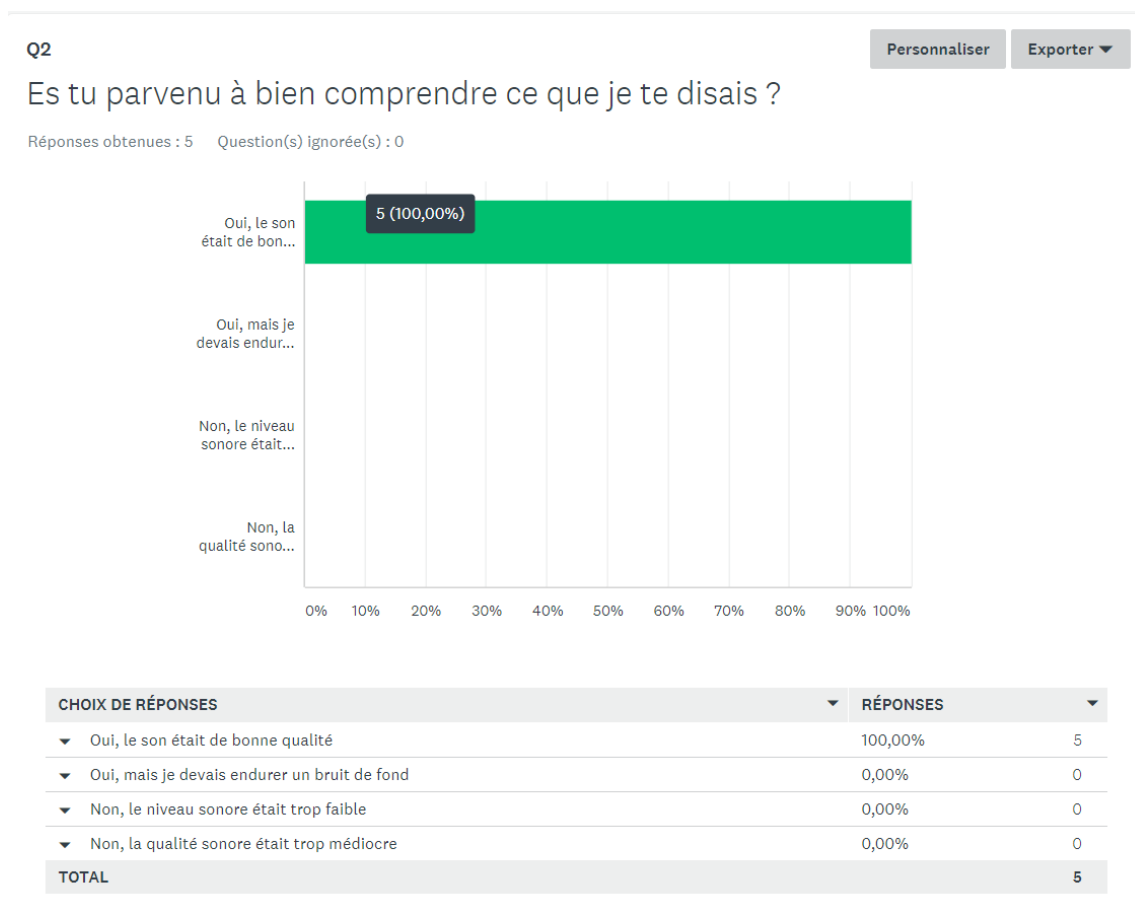 Q2
Personnaliser
Exporter
Es tu parvenu à bien comprendre ce que je te disais ?
Réponses obtenues : 5 Question(s) ignorée(s) : 0
5 (100,00%)
Oui, le son
était de bon...
Oui, mais je
devais endur...
Non, le niveau
sonore était...
Non, la
qualité sono...
0% 10% 20% 30% 40% 50% 60% 70% 80% 90% 100%
CHOIX DE RÉPONSES RÉPONSES
Oui, le son était de bonne qualité 100,00% 5
Oui, mais je devais endurer un bruit de fond 0,00% 0
Non, le niveau sonore était trop faible 0,00% 0
Non, la qualité sonore était trop médiocre 0,00% 0
TOTAL 5